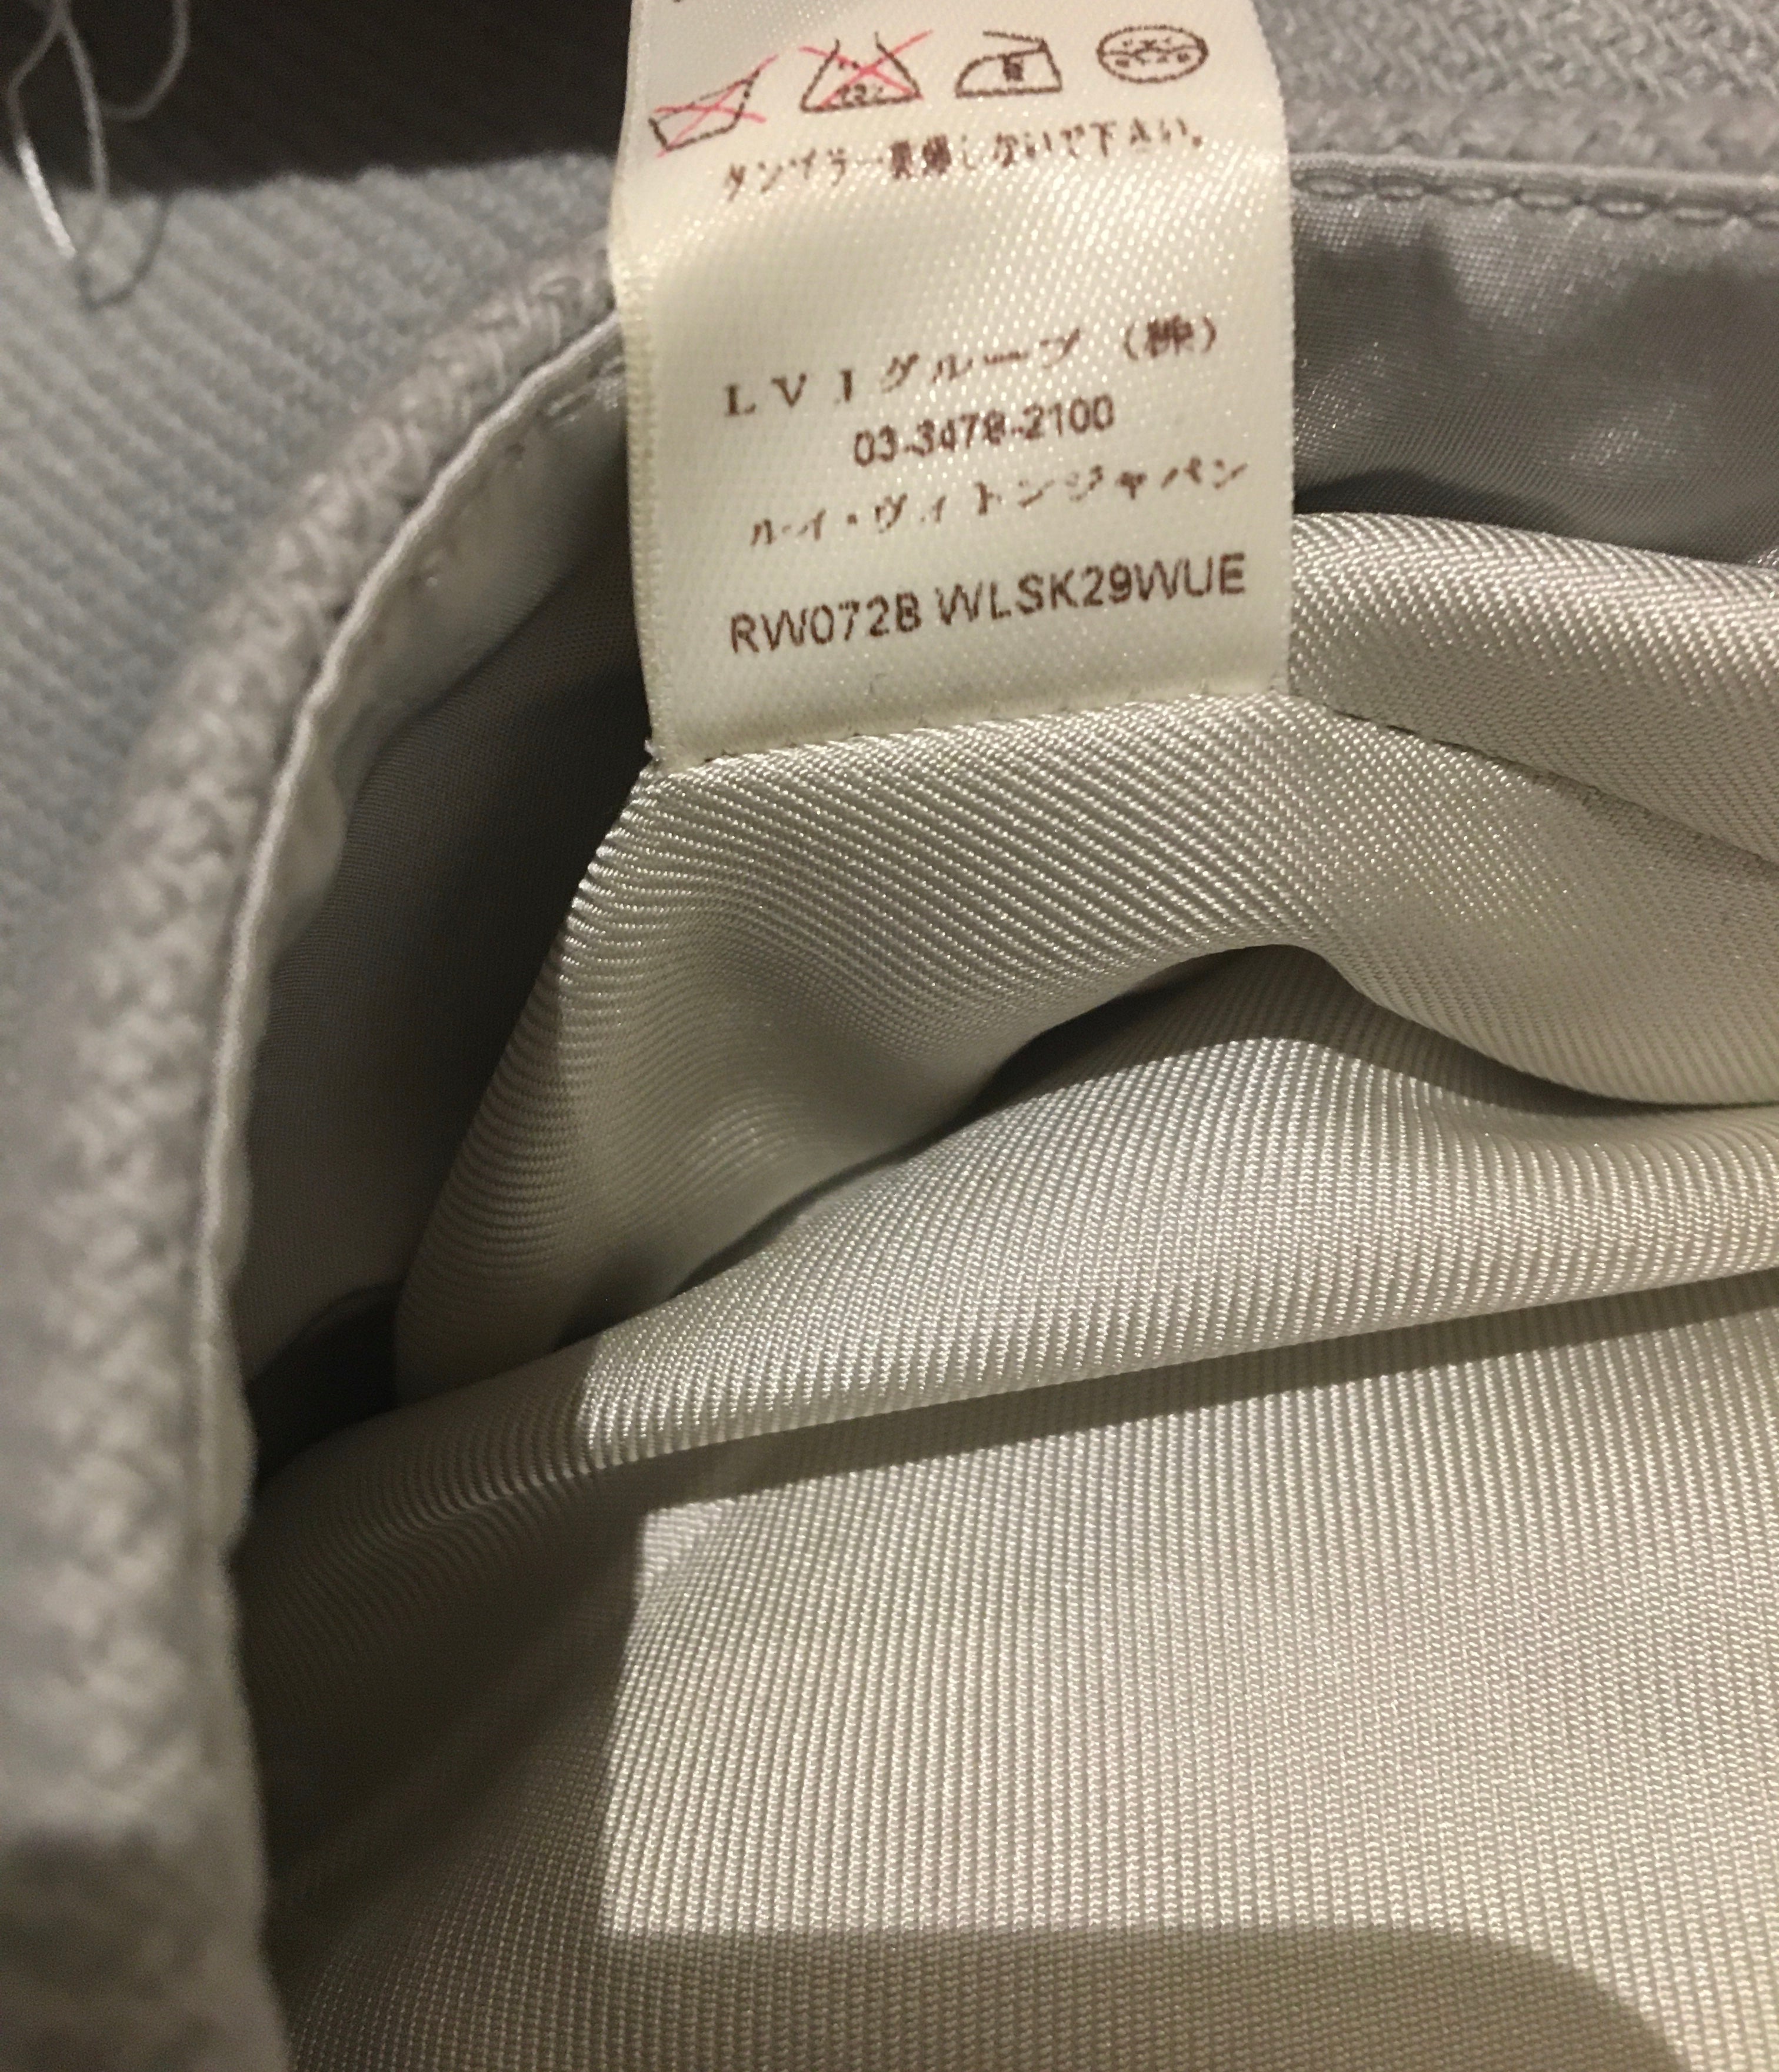 タンブラー乾燥しないで下さい。
ＬＶＪグループ（株）
03-3478-2100
ルイ・ヴィトンジャパン
RW072B WLSK29WUE